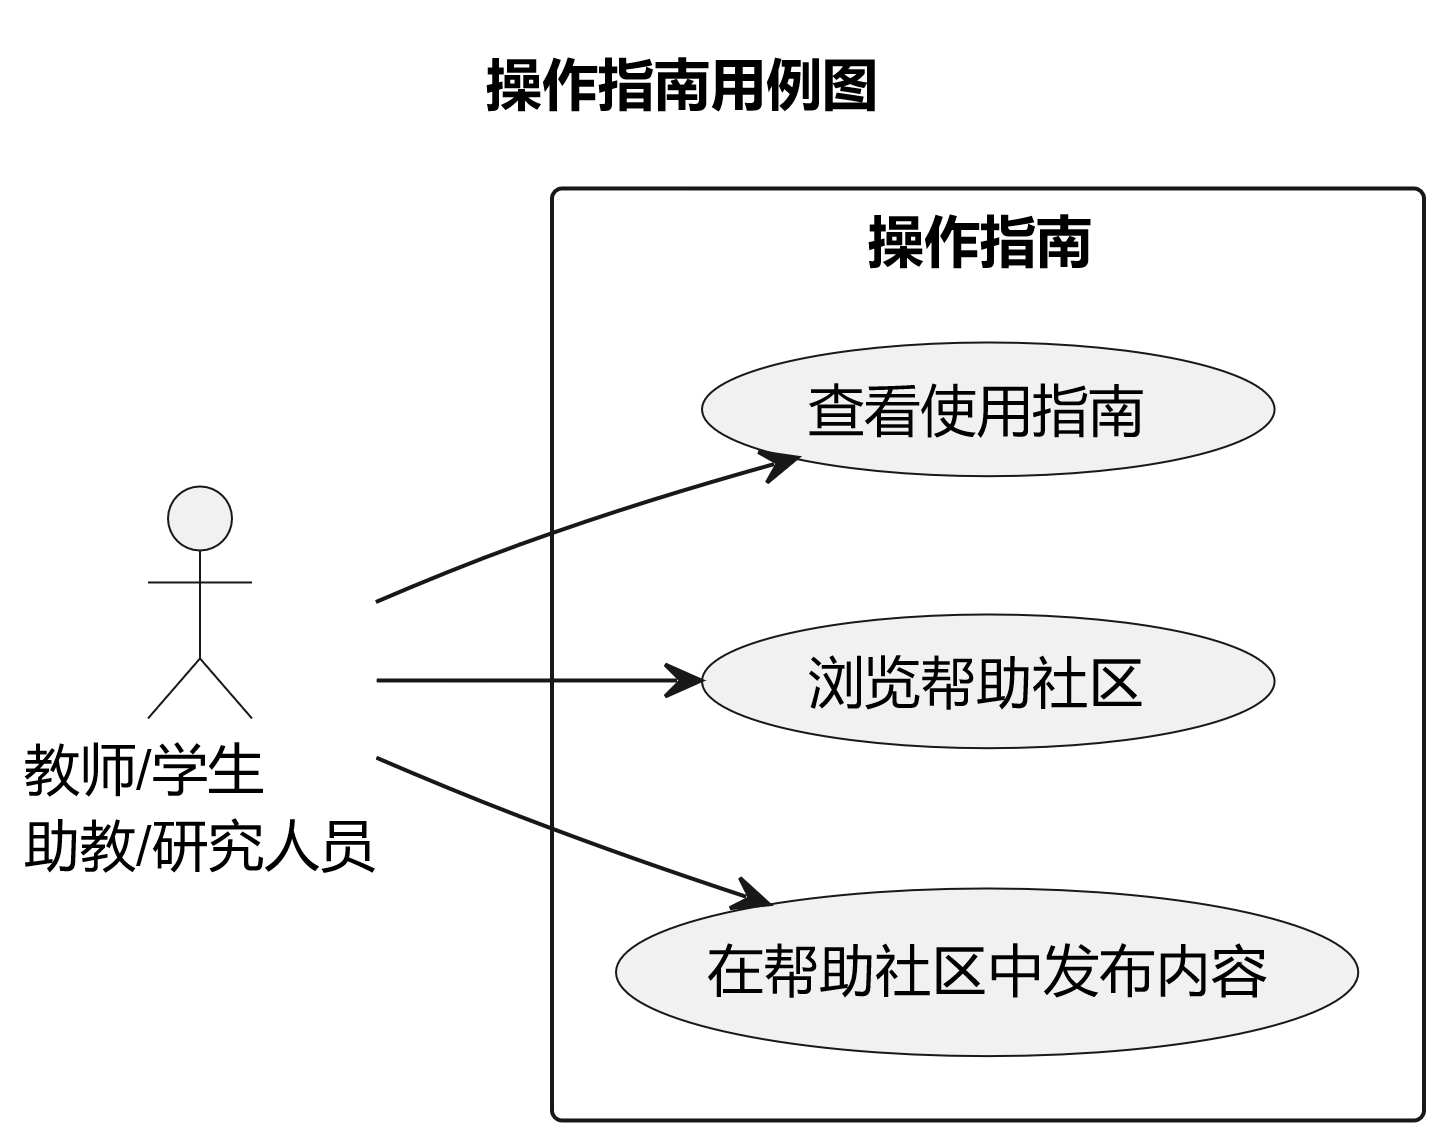 操作指南用例图
操作指南
查看使用指南
浏览帮助社区
教师/学生
助教/研究人员
在帮助社区中发布内容